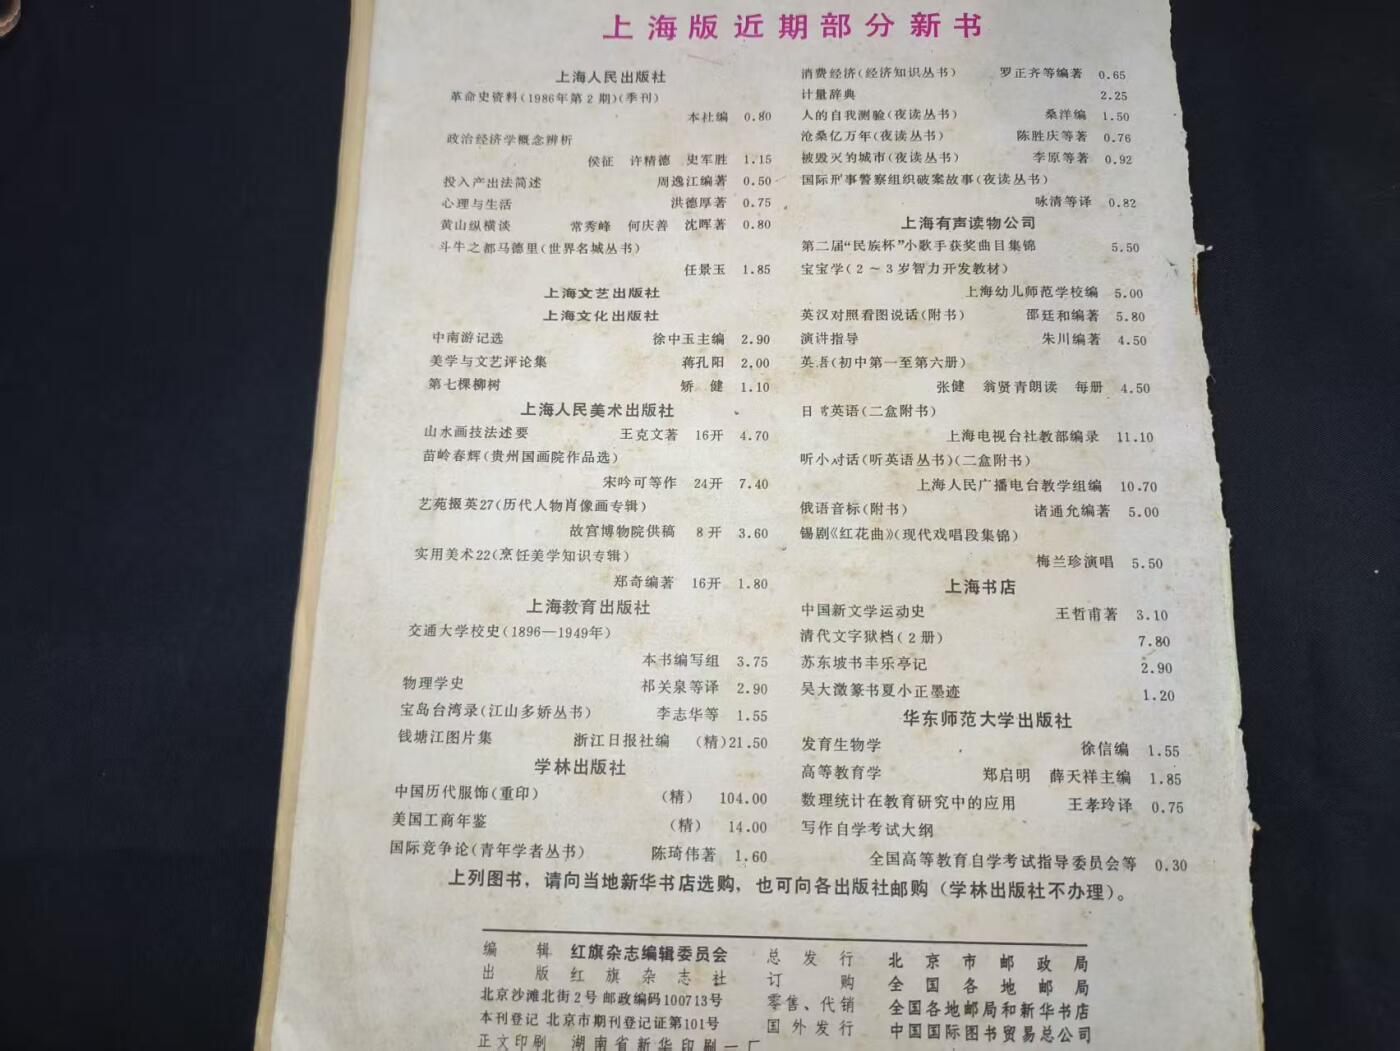 上海版近期部分新书
上海人民出版社
革命史资料(1986年第2期)(季刊)
本社编 0.80
政治经济学概念辨析
侯征 许精德 史军胜 1.15
投入产出法简述 周逸江编著 0.50
心理与生活 洪德厚著 0.75
黄山纵横谈 常秀峰 何庆善 沈晖著 0.80
斗牛之都马德里(世界名城丛书)
任景玉 1.85
上海文艺出版社
上海文化出版社
中南游记选 徐中玉主编 2.90
美学与文艺评论集 蒋孔阳 2.00
第七棵柳树 矫健 1.10
上海人民美术出版社
山水画技法述要 王克文著 16开 4.70
苗岭春辉(贵州国画院作品选)
宋吟可等作 24开 7.40
艺苑掇英27(历代人物肖像画专辑)
故宫博物院供稿 8开 3.60
实用美术22(烹饪美学知识专辑)
郑奇编著 16开 1.80
上海教育出版社
交通大学校史(1896—1949年)
本书编写组 3.75
物理学史 祁关泉等译 2.90
宝岛台湾录(江山多娇丛书) 李志华等 1.55
钱塘江图片集 浙江日报社编 (精)21.50
学林出版社
中国历代服饰(重印) (精) 104.00
美国工商年鉴 (精) 14.00
国际竞争论(青年学者丛书) 陈琦伟著 1.60
消费经济(经济知识丛书) 罗正齐等编著 0.65
计量辞典 2.25
人的自我测验(夜读丛书) 桑洋编 1.50
沧桑亿万年(夜读丛书) 陈胜庆等著 0.76
被毁灭的城市(夜读丛书) 李原等著 0.92
国际刑事警察组织破案故事(夜读丛书)
咏清等译 0.82
上海有声读物公司
第二届“民族杯”小歌手获奖曲目集锦 5.50
宝宝学(2～3岁智力开发教材)
上海幼儿师范学校编 5.00
英汉对照看图说话(附书) 邵廷和编著 5.80
演讲指导 朱川编著 4.50
英语(初中第一至第六册)
张健 翁贤青朗读 每册 4.50
日常英语(二盒附书)
上海电视台社教部编录 11.10
听小对话(听英语丛书)(二盒附书)
上海人民广播电台教学组编 10.70
俄语音标(附书) 诸通允编著 5.00
锡剧《红花曲》(现代戏唱段集锦)
梅兰珍演唱 5.50
上海书店
中国新文学运动史 王哲甫著 3.10
清代文字狱档(2册) 7.80
苏东坡书丰乐亭记 2.90
吴大澂篆书夏小正墨迹 1.20
华东师范大学出版社
发育生物学 徐信编 1.55
高等教育学 郑启明 薛天祥主编 1.85
数理统计在教育研究中的应用 王孝玲译 0.75
写作自学考试大纲
全国高等教育自学考试指导委员会等 0.30
上列图书，请向当地新华书店选购，也可向各出版社邮购（学林出版社不办理）。
编辑 红旗杂志编辑委员会
出版 红旗杂志社
北京沙滩北街2号 邮政编码100713号
本刊登记 北京市期刊登记证第101号
正文印刷 湖南省新华印刷一厂
总发行 北京市邮政局
订购 全国各地邮局
零售、代销 全国各地邮局和新华书店
国外发行 中国国际图书贸易总公司